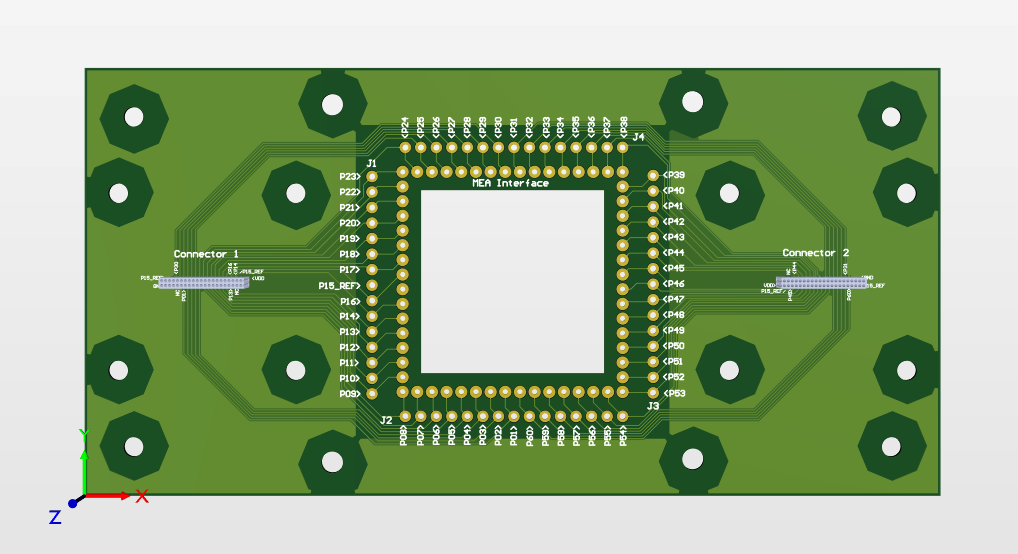 <P24 <P25 <P26 <P27 <P28 <P29 <P30 <P31 <P32 <P33 <P34 <P35 <P36 <P37 <P38
J4
J1
MEA Interface
P23>
P22>
P21>
P20>
P19>
P18>
P17>
P15_REF>
P16>
P14>
P13>
P12>
P11>
P10>
P09>
<P39
<P40
<P41
<P42
<P43
<P44
<P45
<P46
<P47
<P48
<P49
<P50
<P51
<P52
<P53
Connector 1
P15_REF
<VDD
NC
Connector 2
NC
VDD>
P15_REF
J2
J3
P08> P07> P06> P05> P04> P03> P02> P01> P60> P59> P58> P57> P56> P55> P54>
Y
X
Z